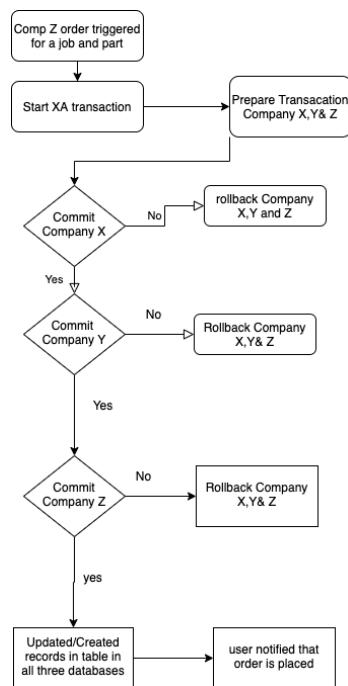 Comp Z order triggered
for a job and part
Start XA transaction
Prepare Transacation
Company X,Y& Z
Commit
Company X
No
rollback Company
X,Y and Z
Yes
Commit
Company Y
No
Rollback Company
X,Y& Z
Yes
Commit
Company Z
No
Rollback Company
X,Y& Z
yes
Updated/Created
records in table in
all three databases
user notified that
order is placed